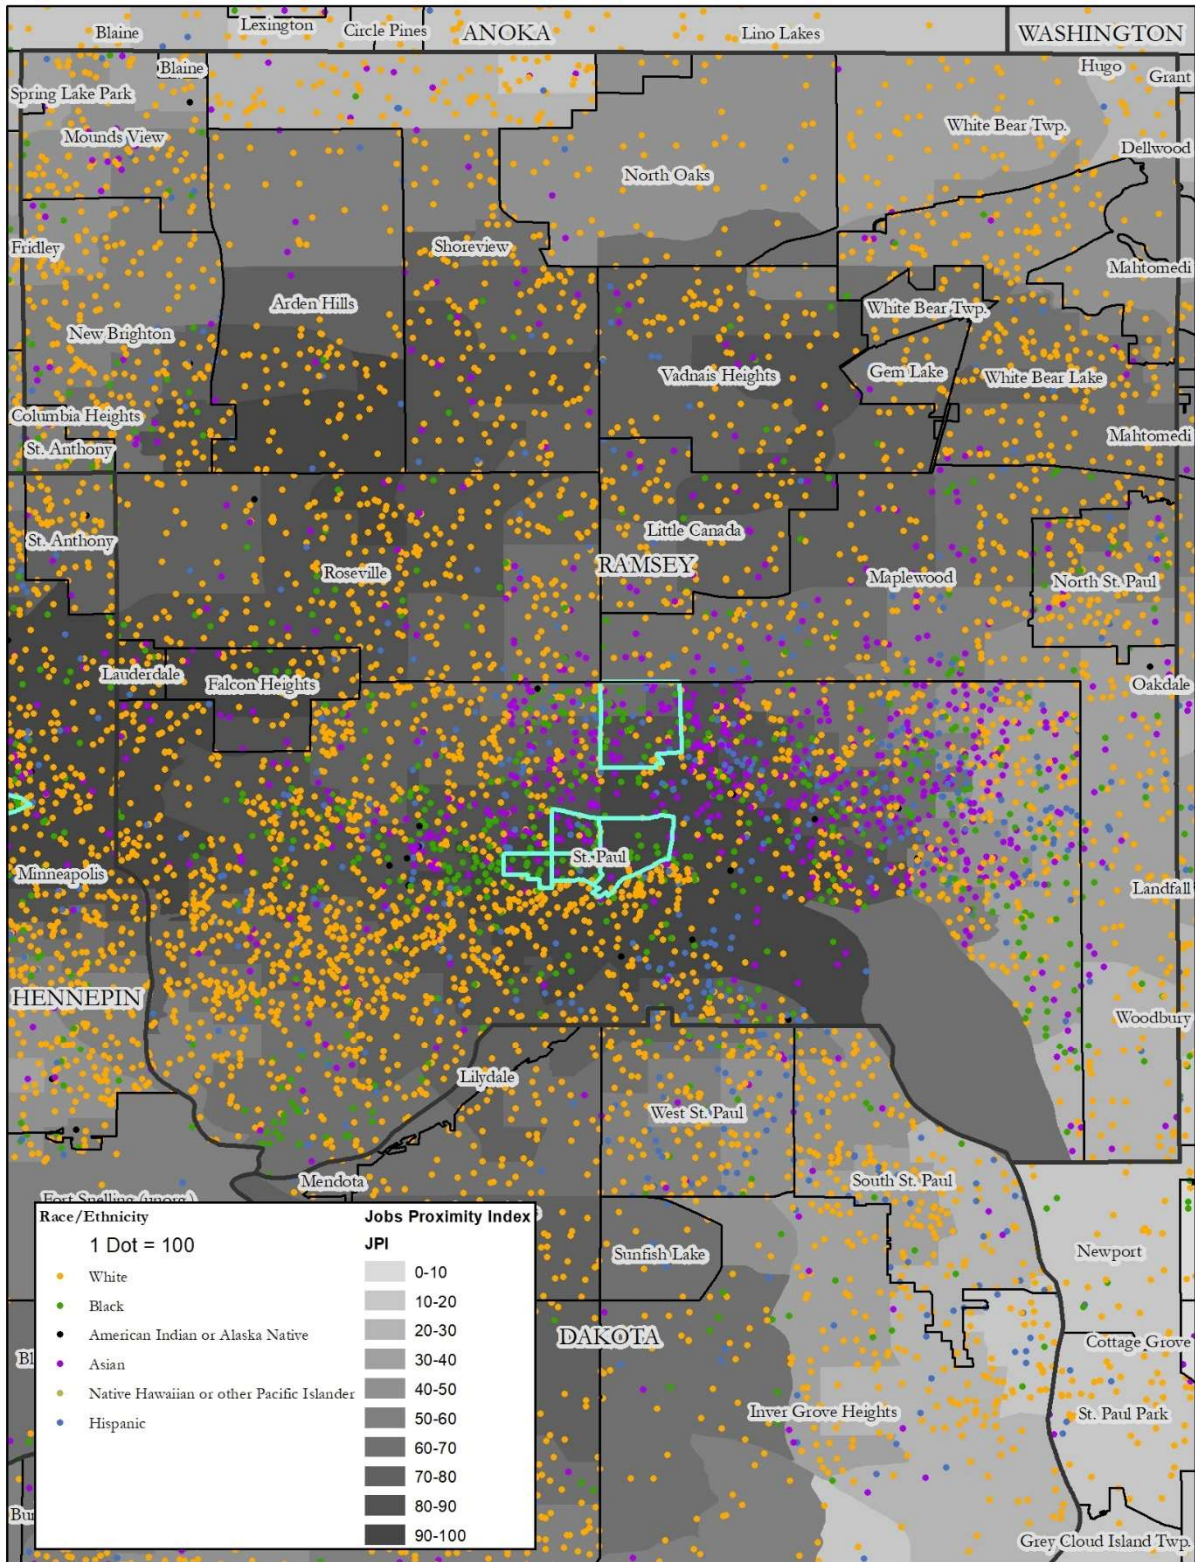 Blaine
Lexington
Circle Pines
ANOKA
Lino Lakes
WASHINGTON
Blaine
Hugo
Grant
Spring Lake Park
Mounds View
White Bear Twp.
Dellwood
North Oaks
Fridley
Shoreview
Mahtomedi
Arden Hills
White Bear Twp.
New Brighton
Vadnais Heights
Gem Lake
White Bear Lake
Columbia Heights
St. Anthony
Mahtomedi
St. Anthony
Little Canada
Roseville
RAMSEY
Maplewood
North St. Paul
Lauderdale
Falcon Heights
Oakdale
St. Paul
Minneapolis
Landfall
HENNEPIN
Woodbury
Lilydale
West St. Paul
Mendota
South St. Paul
Fort Snelling (unorg.)
Sunfish Lake
Newport
DAKOTA
Cottage Grove
Inver Grove Heights
St. Paul Park
Grey Cloud Island Twp.
Race/Ethnicity
1 Dot = 100
White
Black
American Indian or Alaska Native
Asian
Native Hawaiian or other Pacific Islander
Hispanic
Jobs Proximity Index
JPI
0-10
10-20
20-30
30-40
40-50
50-60
60-70
70-80
80-90
90-100